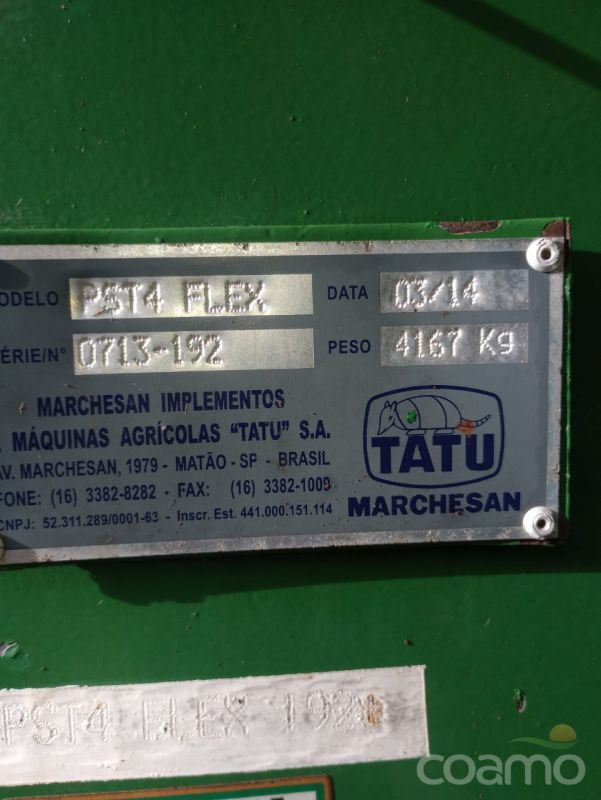 ODELO PST4 FLEX DATA 03/14
ÉRIE/Nº 0713-192 PESO 4167 Kg
MARCHESAN IMPLEMENTOS
MÁQUINAS AGRÍCOLAS "TATU" S.A.
AV. MARCHESAN, 1979 - MATÃO - SP - BRASIL
FONE: (16) 3382-8282 - FAX: (16) 3382-1009
CNPJ: 52.311.289/0001-63 - Inscr. Est. 441.000.151.114
TATU
MARCHESAN
PST4 FLEX 192
coamo